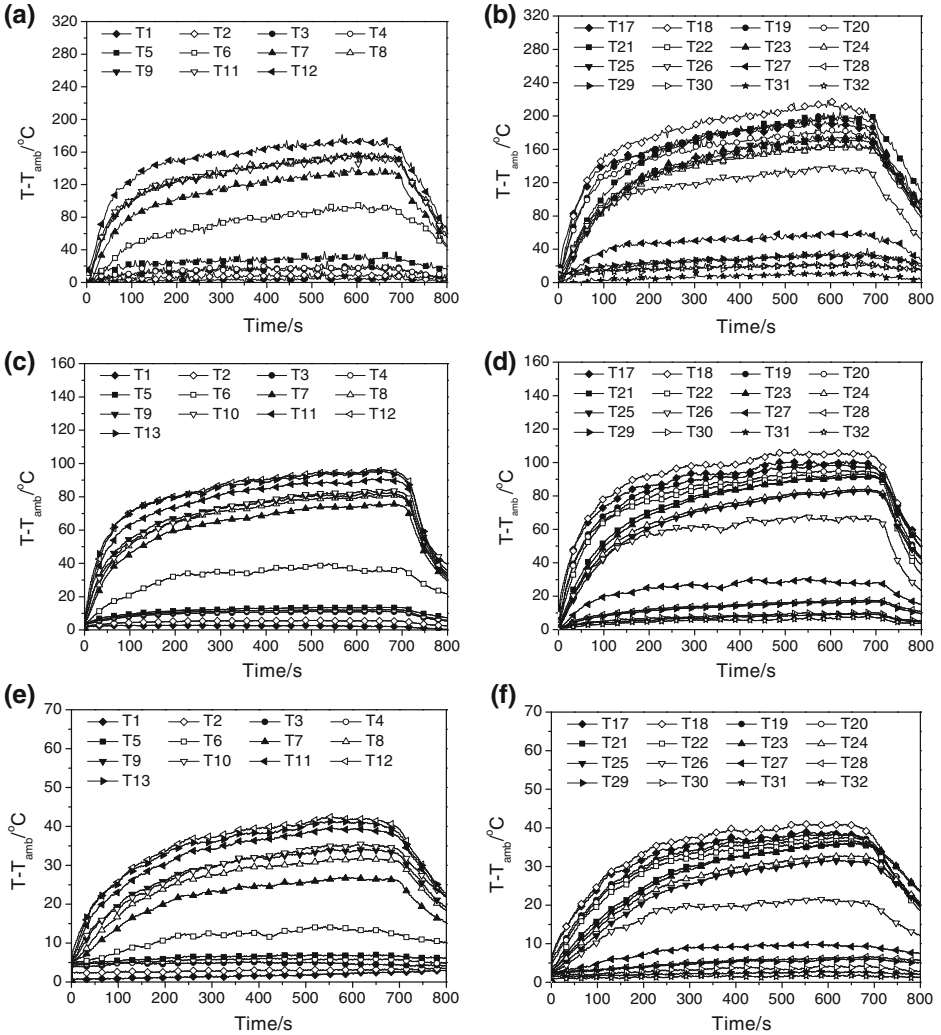 (a)
320
280
240
200
160
120
80
40
0
T-Tamb/°C
T1 T2 T3 T4
T5 T6 T7 T8
T9 T11 T12
0 100 200 300 400 500 600 700 800
Time/s
(b)
320
280
240
200
160
120
80
40
0
T-Tamb/°C
T17 T18 T19 T20
T21 T22 T23 T24
T25 T26 T27 T28
T29 T30 T31 T32
0 100 200 300 400 500 600 700 800
Time/s
(c)
160
140
120
100
80
60
40
20
0
T-Tamb/°C
T1 T2 T3 T4
T5 T6 T7 T8
T9 T10 T11 T12
T13
0 100 200 300 400 500 600 700 800
Time/s
(d)
160
140
120
100
80
60
40
20
0
T-Tamb/°C
T17 T18 T19 T20
T21 T22 T23 T24
T25 T26 T27 T28
T29 T30 T31 T32
0 100 200 300 400 500 600 700 800
Time/s
(e)
70
60
50
40
30
20
10
0
T-Tamb/°C
T1 T2 T3 T4
T5 T6 T7 T8
T9 T10 T11 T12
T13
0 100 200 300 400 500 600 700 800
Time/s
(f)
70
60
50
40
30
20
10
0
T-Tamb/°C
T17 T18 T19 T20
T21 T22 T23 T24
T25 T26 T27 T28
T29 T30 T31 T32
0 100 200 300 400 500 600 700 800
Time/s